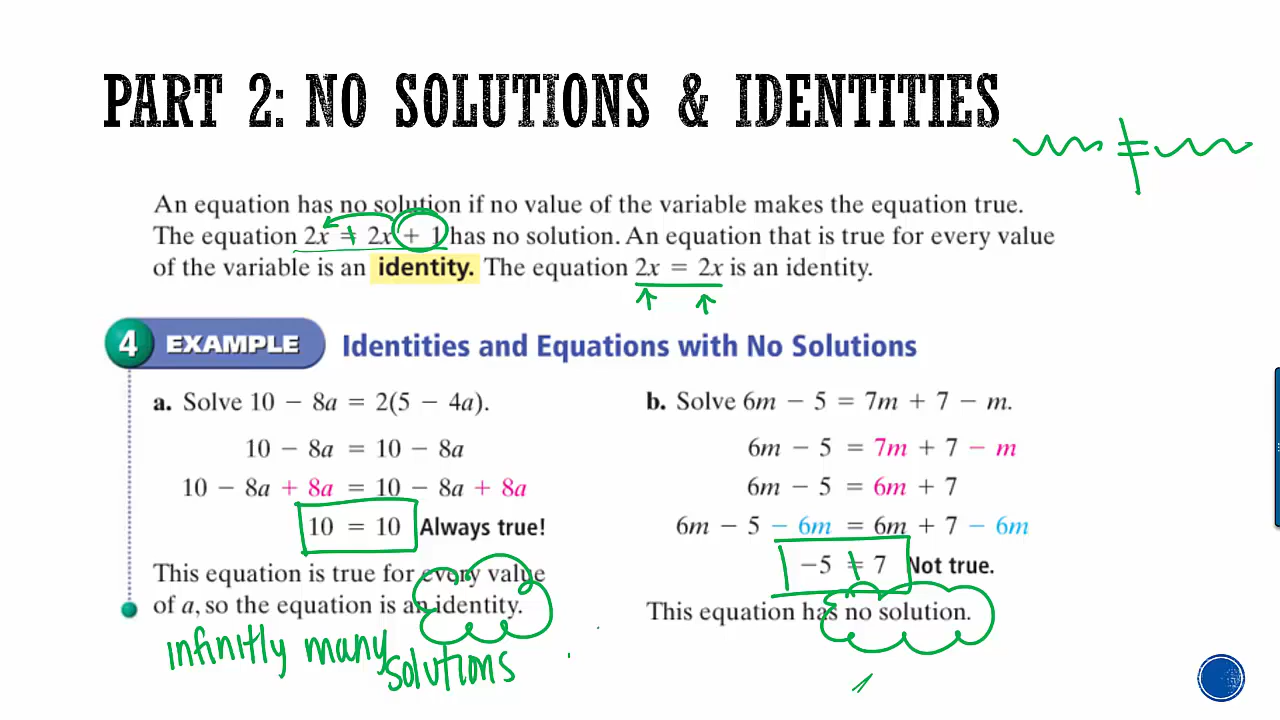 PART 2: NO SOLUTIONS & IDENTITIES
An equation has no solution if no value of the variable makes the equation true.
The equation 2x = 2x + 1 has no solution. An equation that is true for every value
of the variable is an identity. The equation 2x = 2x is an identity.
4 EXAMPLE Identities and Equations with No Solutions
a. Solve 10 − 8a = 2(5 − 4a).
10 − 8a = 10 − 8a
10 − 8a + 8a = 10 − 8a + 8a
10 = 10 Always true!
This equation is true for every value
of a, so the equation is an identity.
infinitly many
solutions
b. Solve 6m − 5 = 7m + 7 − m.
6m − 5 = 7m + 7 − m
6m − 5 = 6m + 7
6m − 5 − 6m = 6m + 7 − 6m
−5 ≠ 7 Not true.
This equation has no solution.